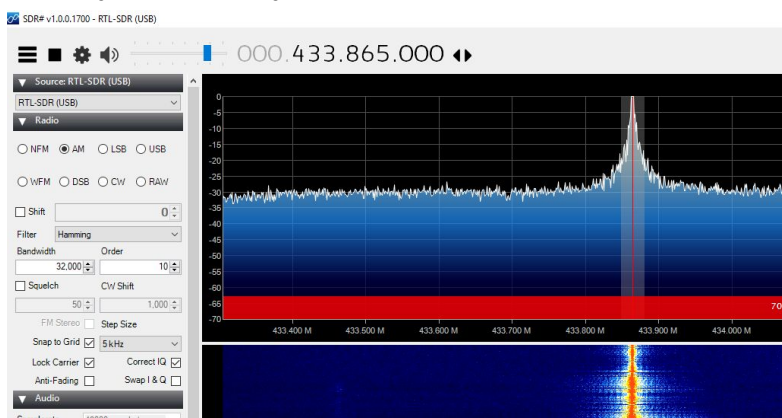 SDR# v1.0.0.1700 - RTL-SDR (USB)
000.433.865.000
Source: RTL-SDR (USB)
RTL-SDR (USB)
Radio
NFM AM LSB USB
WFM DSB CW RAW
Shift 0
Filter Hamming
Bandwidth Order
32,000 10
Squelch CW Shift
50 1,000
FM Stereo Step Size
Snap to Grid 5 kHz
Lock Carrier Correct IQ
Anti-Fading Swap I & Q
Audio
0
-5
-10
-15
-20
-25
-30
-35
-40
-45
-50
-55
-60
-65
-70
70
433.400 M 433.500 M 433.600 M 433.700 M 433.800 M 433.900 M 434.000 M